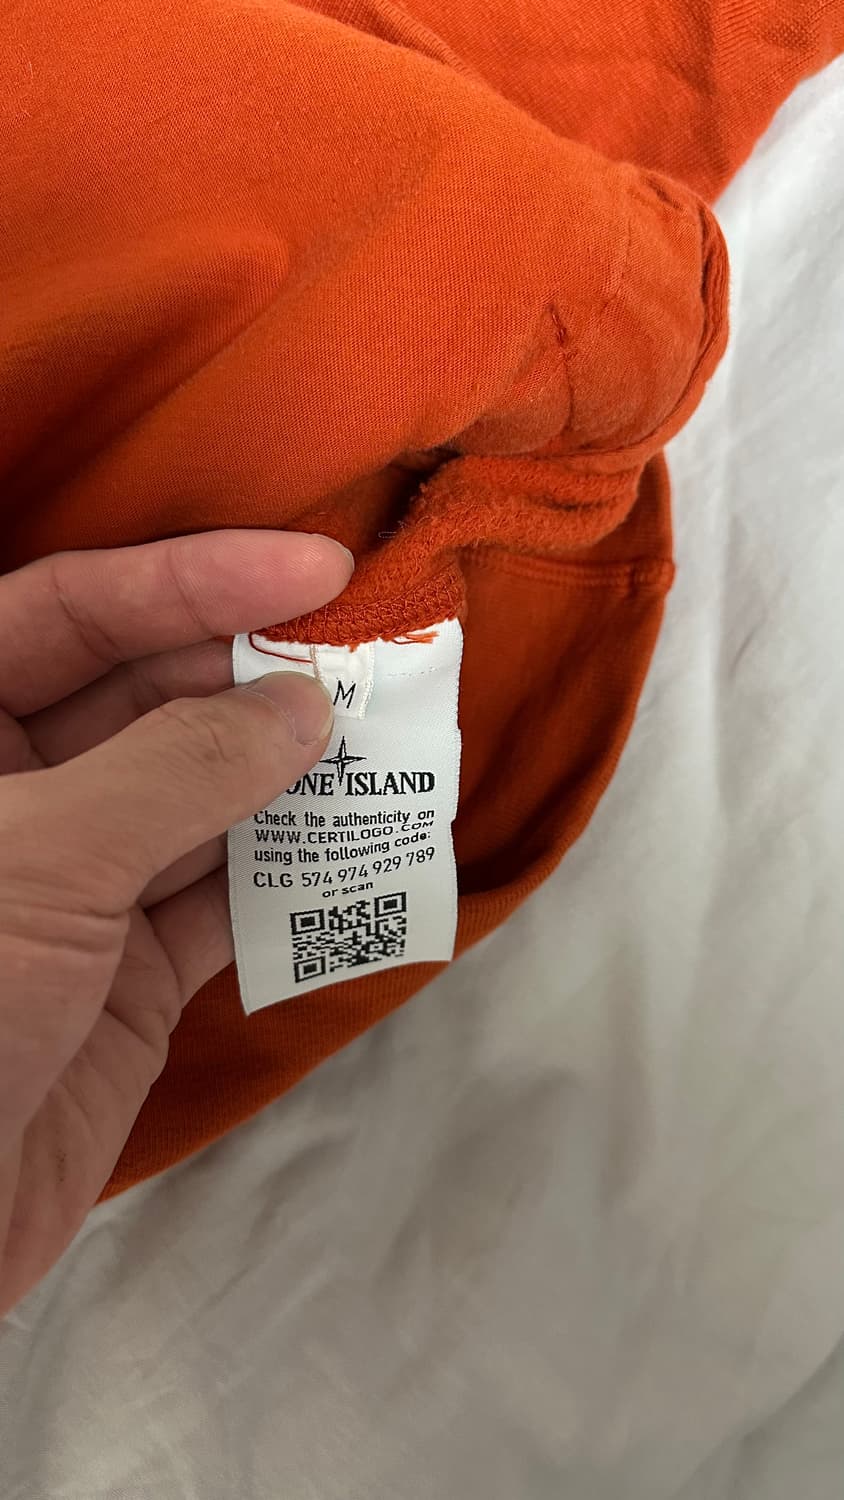 M
ONE ISLAND
Check the authenticity on
WWW.CERTILOGO.COM
using the following code:
CLG 574 974 929 789
or scan